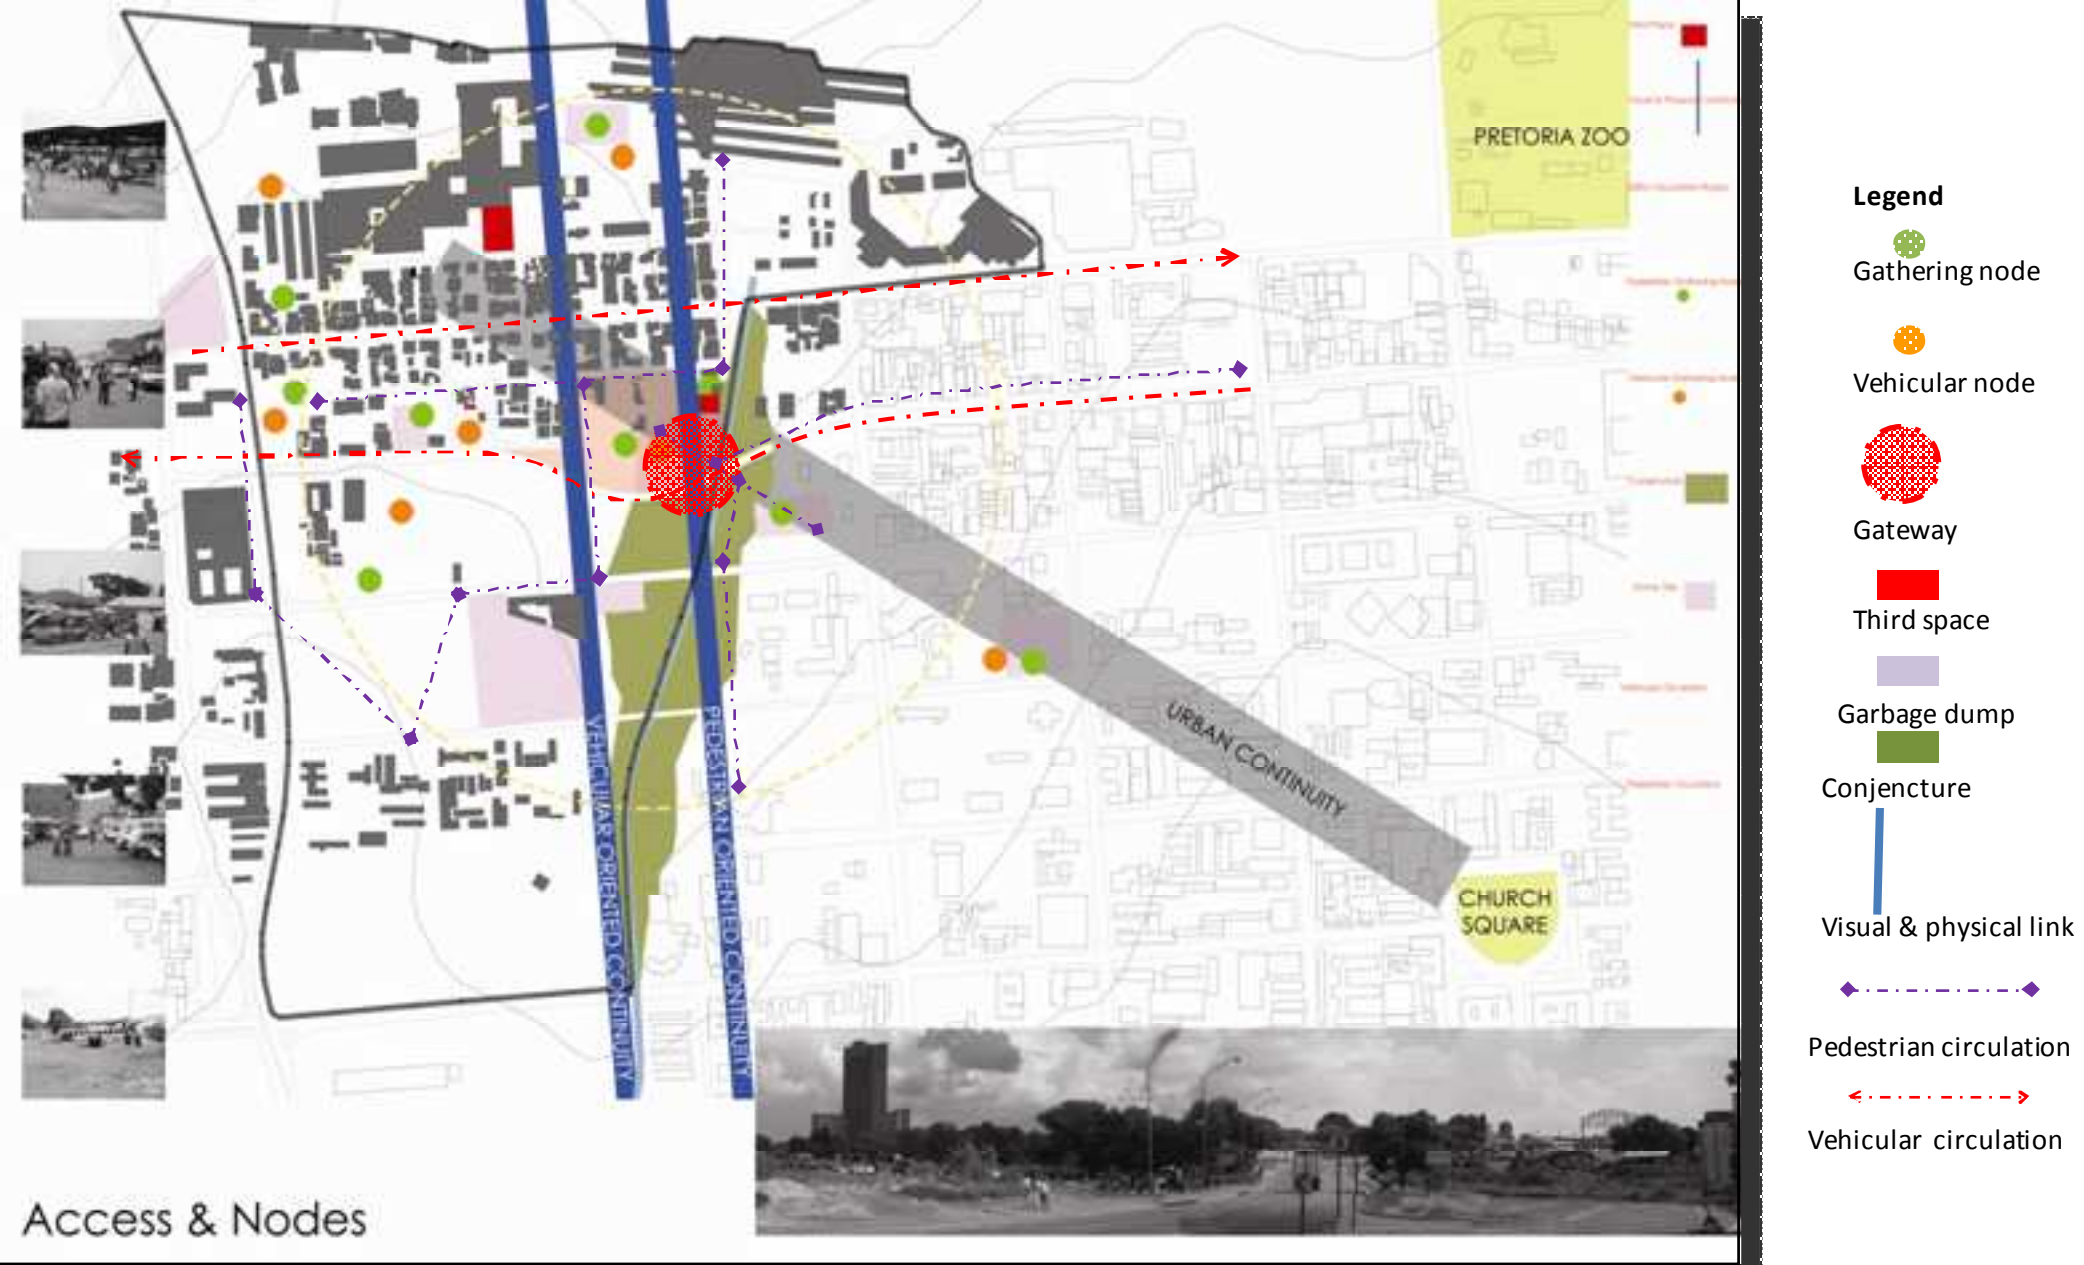 PRETORIA ZOO
URBAN CONTINUITY
CHURCH
SQUARE
VEHICULAR ORIENTED CONTINUITY
PEDESTRIAN ORIENTED CONTINUITY
Access & Nodes
Legend
Gathering node
Vehicular node
Gateway
Third space
Garbage dump
Conjencture
Visual & physical link
Pedestrian circulation
Vehicular circulation